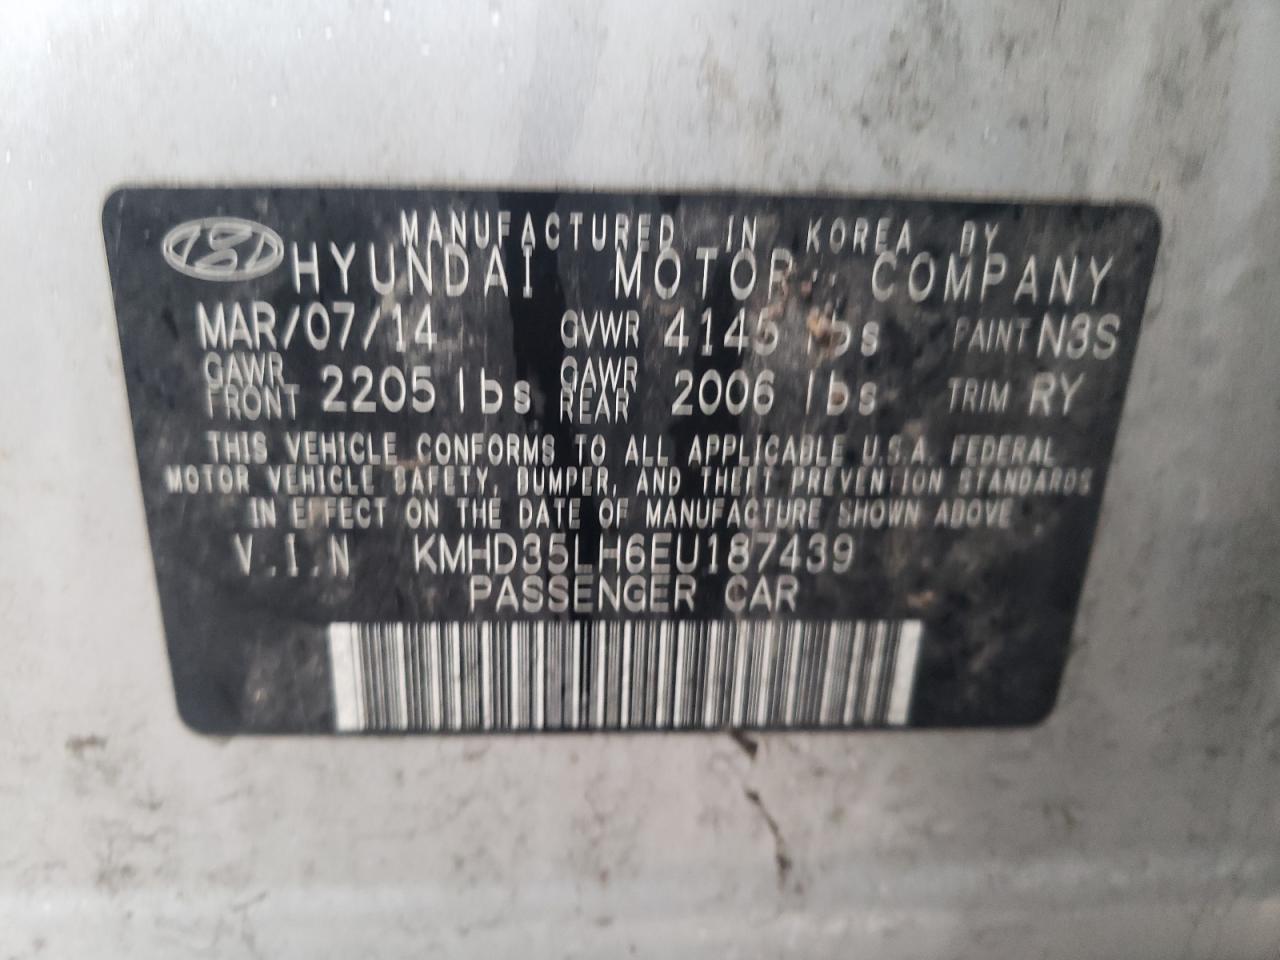 MANUFACTURED IN KOREA BY
HYUNDAI MOTOR COMPANY
MAR/07/14 GVWR 4145 lbs PAINT N3S
GAWR FRONT 2205 lbs GAWR REAR 2006 lbs TRIM RY
THIS VEHICLE CONFORMS TO ALL APPLICABLE U.S.A. FEDERAL
MOTOR VEHICLE SAFETY, BUMPER, AND THEFT PREVENTION STANDARDS
IN EFFECT ON THE DATE OF MANUFACTURE SHOWN ABOVE
V.I.N KMHD35LH6EU187439
PASSENGER CAR